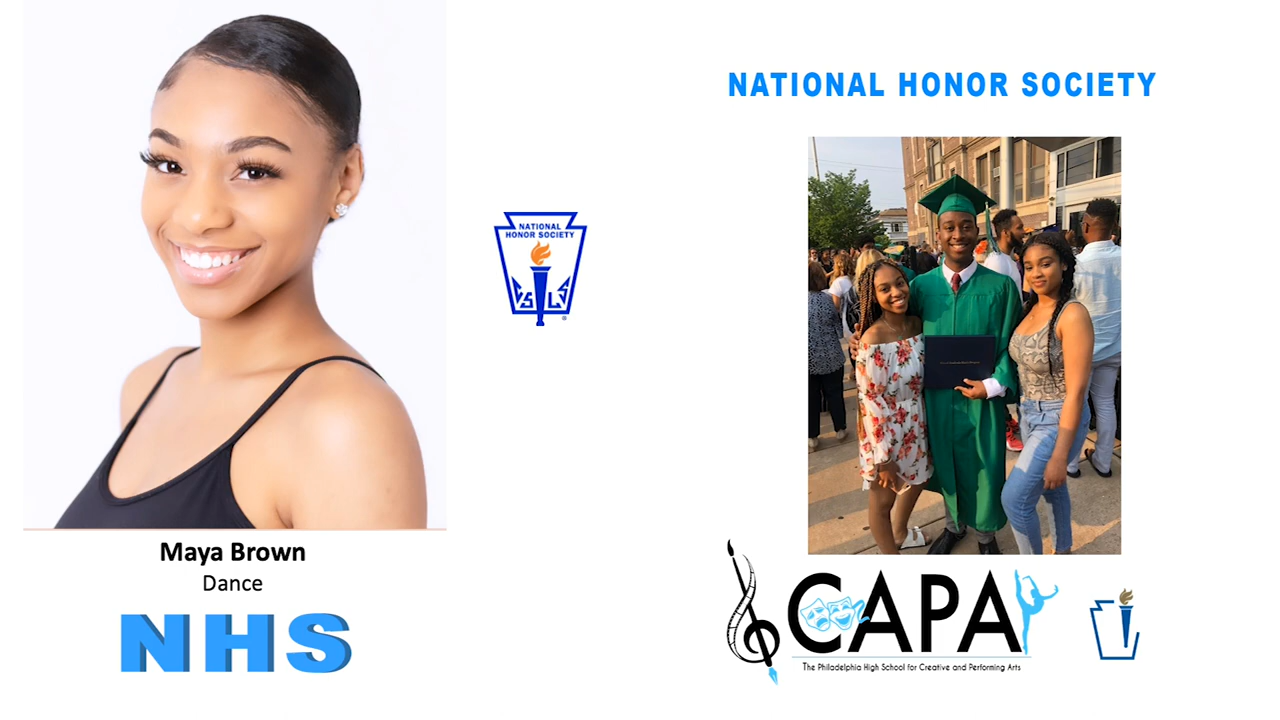 NATIONAL HONOR SOCIETY
NATIONAL
HONOR SOCIETY
Maya Brown
Dance
NHS
CAPA
The Philadelphia High School for Creative and Performing Arts